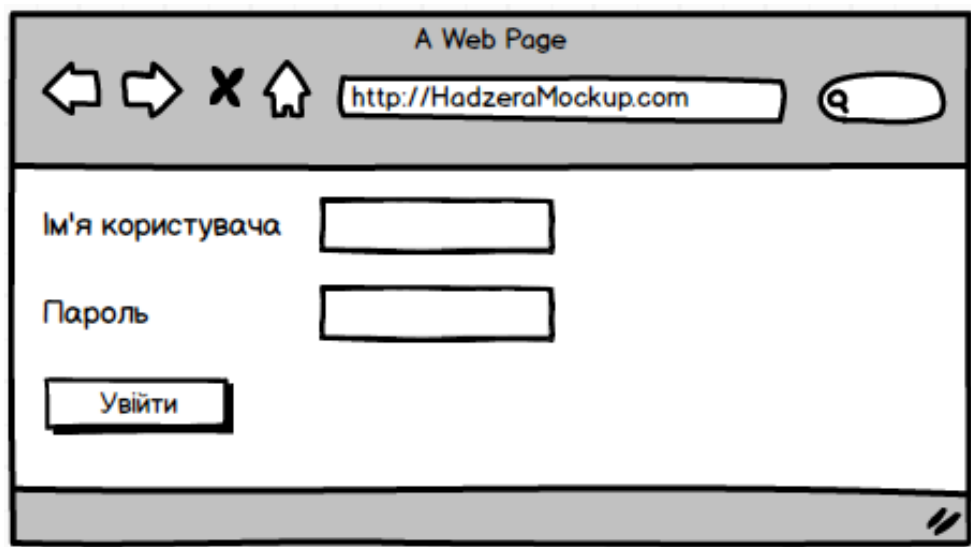 A Web Page
http://HadzeraMockup.com
Ім'я користувача
Пароль
Увійти